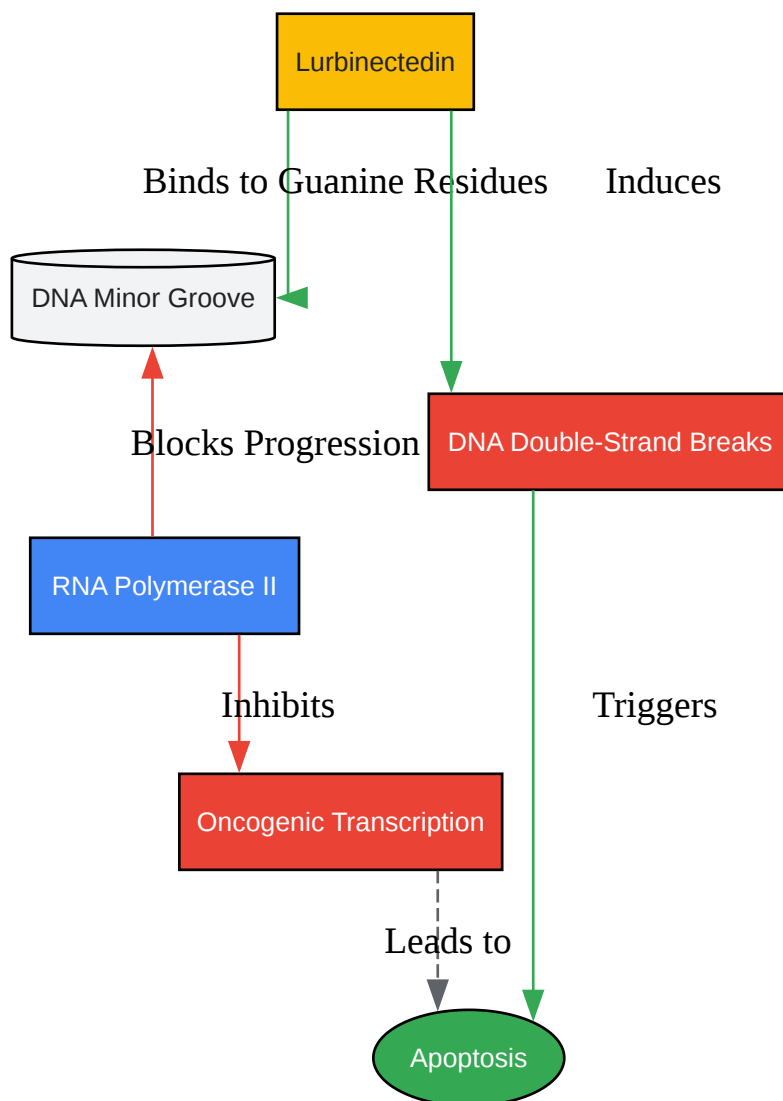 Lurbinectedin
Binds to Guanine Residues
Induces
DNA Minor Groove
Blocks Progression
DNA Double-Strand Breaks
RNA Polymerase II
Inhibits
Triggers
Oncogenic Transcription
Leads to
Apoptosis